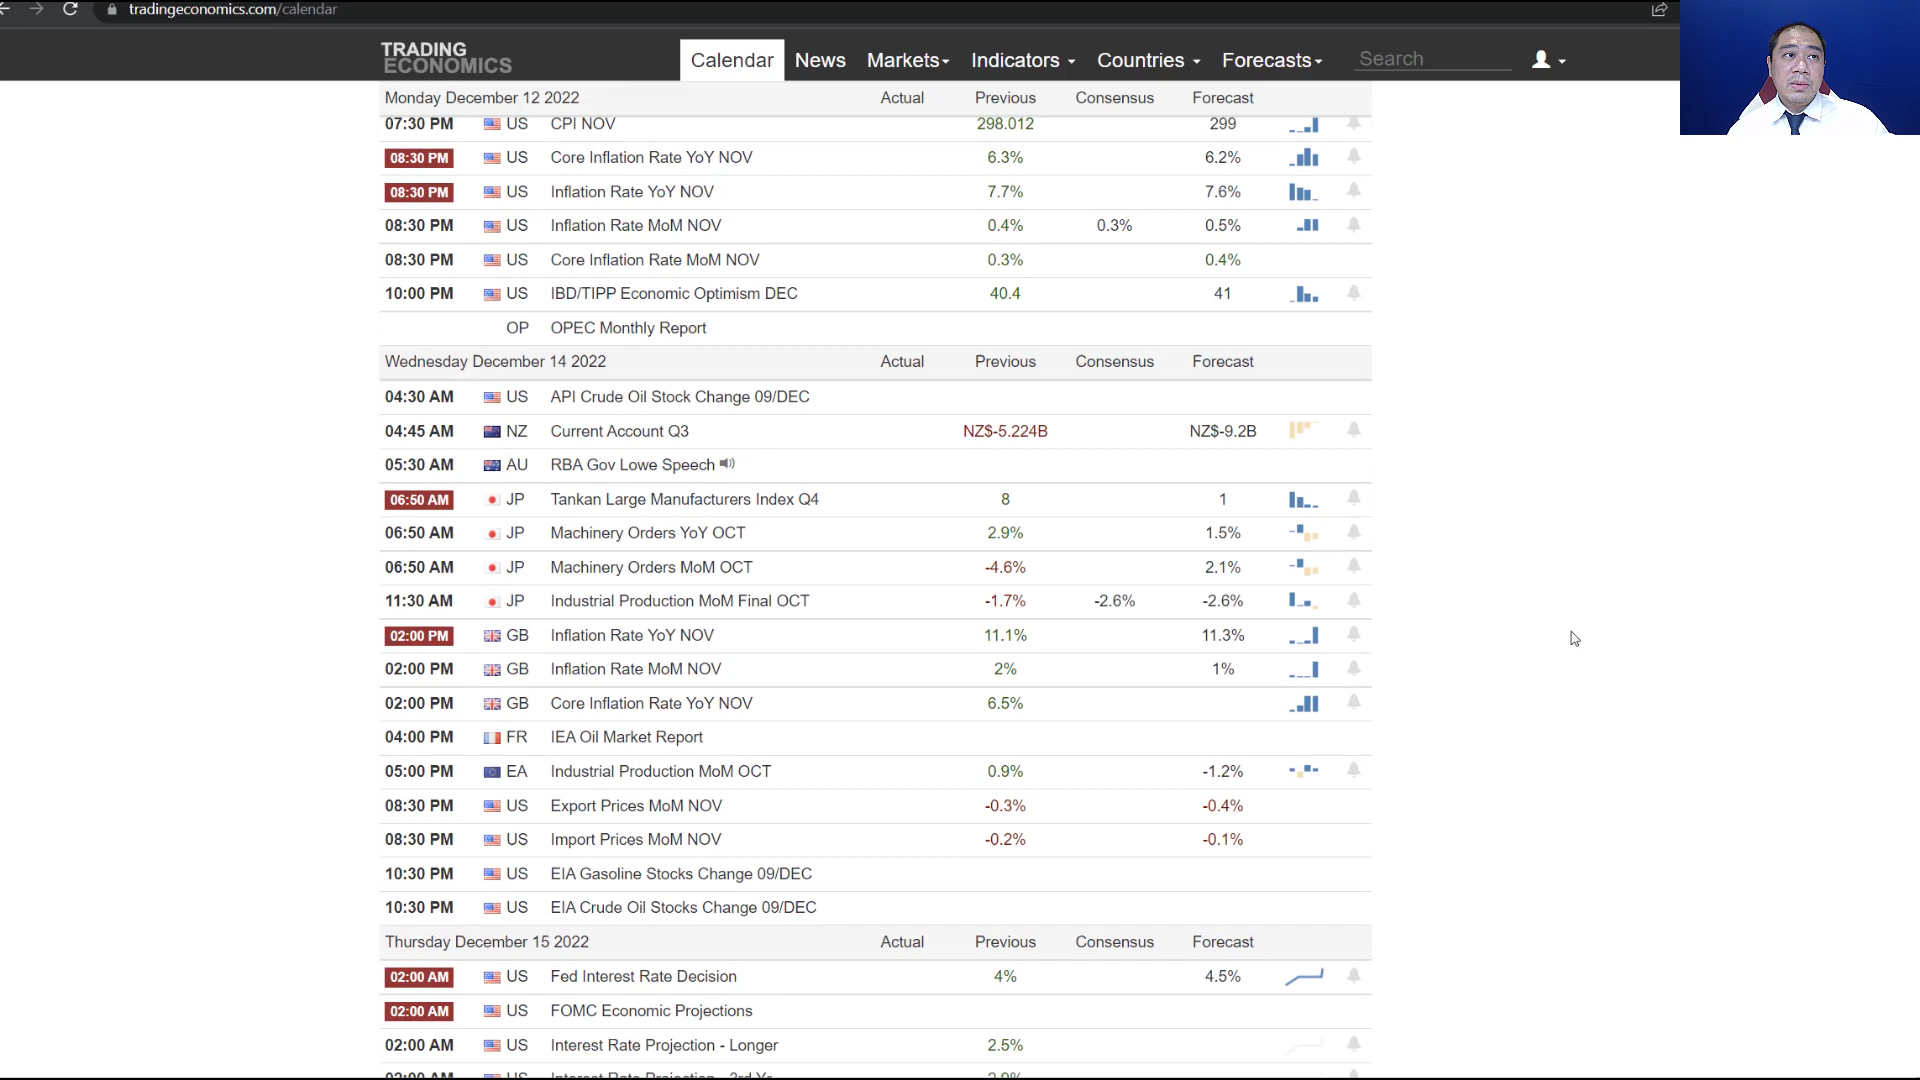 tradingeconomics.com/calendar
TRADING
ECONOMICS
Calendar News Markets Indicators Countries Forecasts Search
Monday December 12 2022 Actual Previous Consensus Forecast
07:30 PM US CPI NOV 298.012 299
08:30 PM US Core Inflation Rate YoY NOV 6.3% 6.2%
08:30 PM US Inflation Rate YoY NOV 7.7% 7.6%
08:30 PM US Inflation Rate MoM NOV 0.4% 0.3% 0.5%
08:30 PM US Core Inflation Rate MoM NOV 0.3% 0.4%
10:00 PM US IBD/TIPP Economic Optimism DEC 40.4 41
OP OPEC Monthly Report
Wednesday December 14 2022 Actual Previous Consensus Forecast
04:30 AM US API Crude Oil Stock Change 09/DEC
04:45 AM NZ Current Account Q3 NZ$-5.224B NZ$-9.2B
05:30 AM AU RBA Gov Lowe Speech
06:50 AM JP Tankan Large Manufacturers Index Q4 8 1
06:50 AM JP Machinery Orders YoY OCT 2.9% 1.5%
06:50 AM JP Machinery Orders MoM OCT -4.6% 2.1%
11:30 AM JP Industrial Production MoM Final OCT -1.7% -2.6% -2.6%
02:00 PM GB Inflation Rate YoY NOV 11.1% 11.3%
02:00 PM GB Inflation Rate MoM NOV 2% 1%
02:00 PM GB Core Inflation Rate YoY NOV 6.5%
04:00 PM FR IEA Oil Market Report
05:00 PM EA Industrial Production MoM OCT 0.9% -1.2%
08:30 PM US Export Prices MoM NOV -0.3% -0.4%
08:30 PM US Import Prices MoM NOV -0.2% -0.1%
10:30 PM US EIA Gasoline Stocks Change 09/DEC
10:30 PM US EIA Crude Oil Stocks Change 09/DEC
Thursday December 15 2022 Actual Previous Consensus Forecast
02:00 AM US Fed Interest Rate Decision 4% 4.5%
02:00 AM US FOMC Economic Projections
02:00 AM US Interest Rate Projection - Longer 2.5%
02:00 AM US Interest Rate Projection - 3rd Yr 2.9%